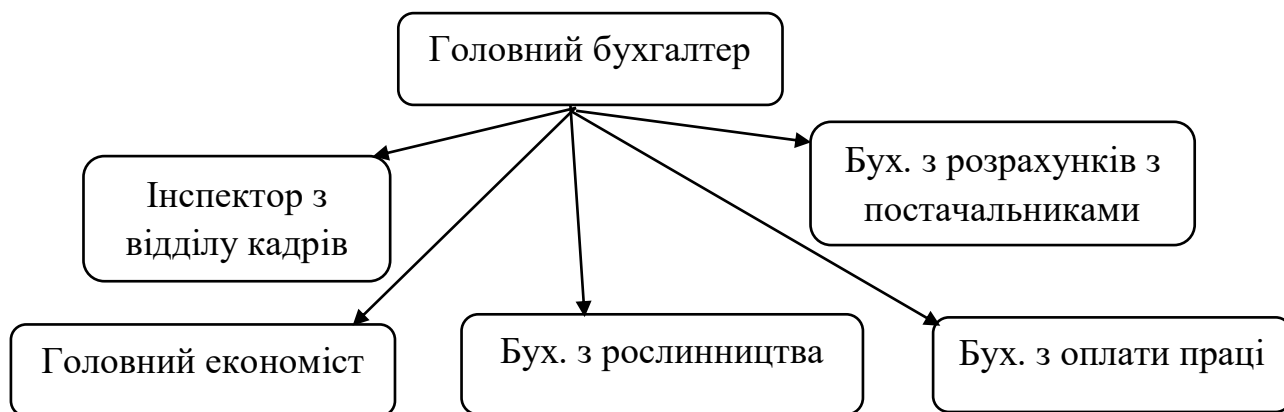 Головний бухгалтер
Інспектор з
відділу кадрів
Бух. з розрахунків з
постачальниками
Головний економіст
Бух. з рослинництва
Бух. з оплати праці